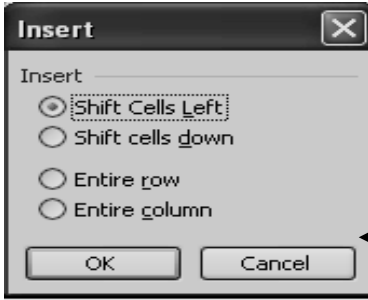 Insert
Insert
Shift Cells Left
Shift cells down
Entire row
Entire column
OK Cancel